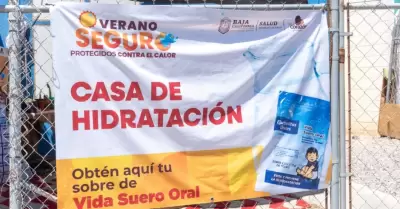 VERANO
SEGURO
PROTEGIDOS CONTRA EL CALOR
BAJA
CALIFORNIA
SALUD
CASA DE
HIDRATACIÓN
Obtén aquí tu
sobre de
Vida Suero Oral